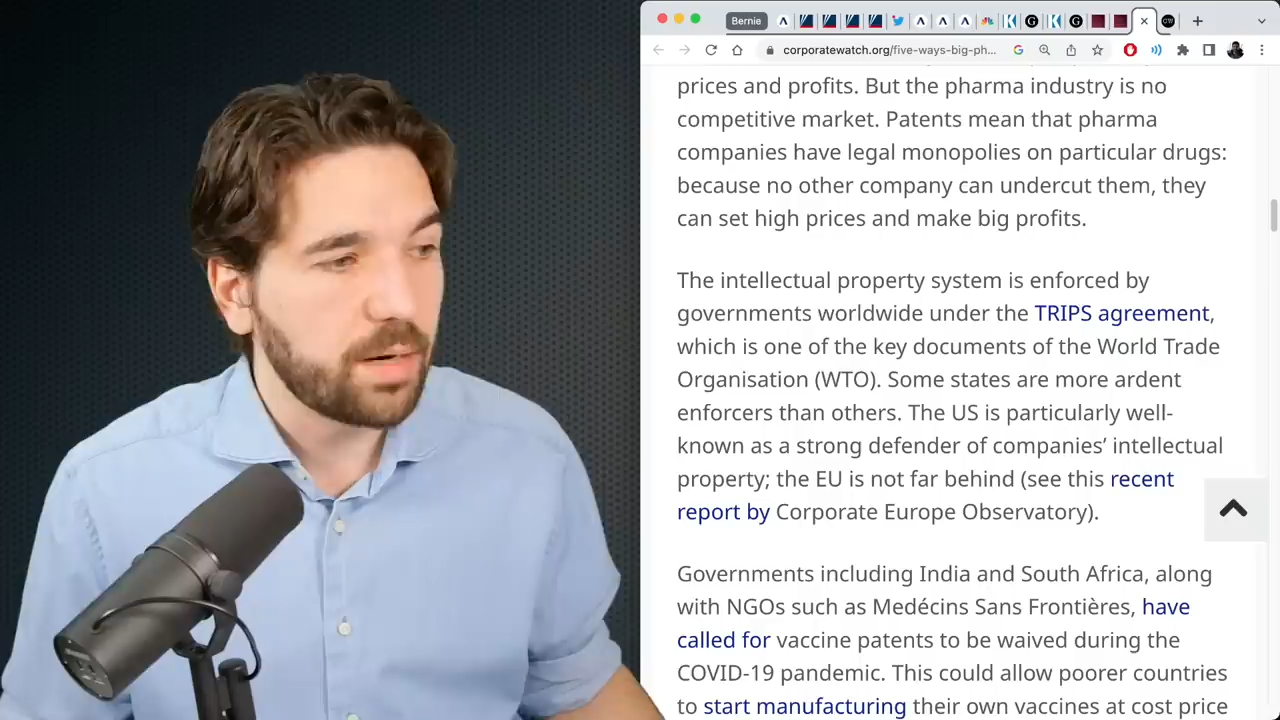 Bernie
corporatewatch.org/five-ways-big-ph...
prices and profits. But the pharma industry is no
competitive market. Patents mean that pharma
companies have legal monopolies on particular drugs:
because no other company can undercut them, they
can set high prices and make big profits.
The intellectual property system is enforced by
governments worldwide under the TRIPS agreement,
which is one of the key documents of the World Trade
Organisation (WTO). Some states are more ardent
enforcers than others. The US is particularly well-
known as a strong defender of companies’ intellectual
property; the EU is not far behind (see this recent
report by Corporate Europe Observatory).
Governments including India and South Africa, along
with NGOs such as Medécins Sans Frontières, have
called for vaccine patents to be waived during the
COVID-19 pandemic. This could allow poorer countries
to start manufacturing their own vaccines at cost price